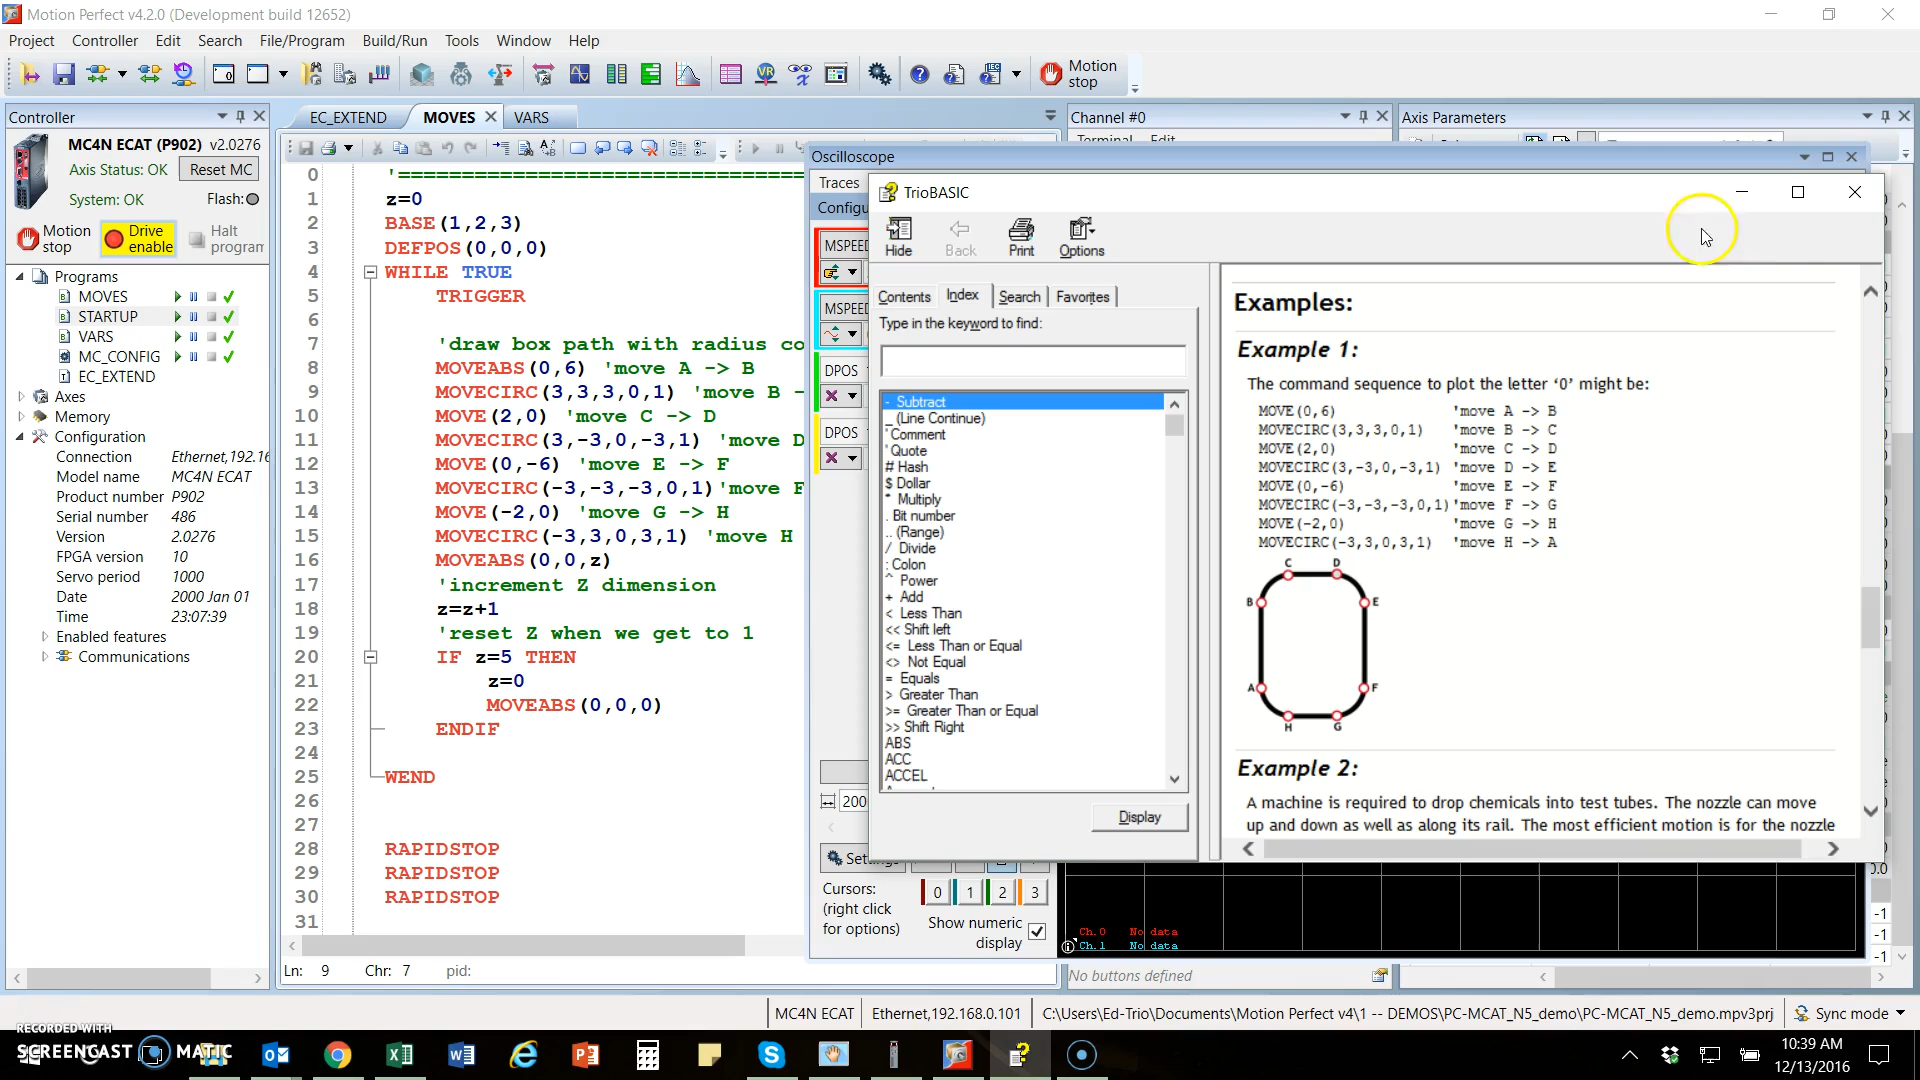 Motion Perfect v4.2.0 (Development build 12652)
Project Controller Edit Search File/Program Build/Run Tools Window Help
Motion stop
Controller
MC4N ECAT (P902) v2.0276
Axis Status: OK Reset MC
System: OK Flash:
Motion stop
Drive enable
Halt program
Programs
MOVES
STARTUP
VARS
MC_CONFIG
EC_EXTEND
Axes
Memory
Configuration
Connection Ethernet,192.16
Model name MC4N ECAT
Product number P902
Serial number 486
Version 2.0276
FPGA version 10
Servo period 1000
Date 2000 Jan 01
Time 23:07:39
Enabled features
Communications
EC_EXTEND MOVES VARS
0 '================================
1 z=0
2 BASE(1,2,3)
3 DEFPOS(0,0,0)
4 WHILE TRUE
5 TRIGGER
6
7 'draw box path with radius co
8 MOVEABS(0,6) 'move A -> B
9 MOVECIRC(3,3,3,0,1) 'move B -
10 MOVE(2,0) 'move C -> D
11 MOVECIRC(3,-3,0,-3,1) 'move D
12 MOVE(0,-6) 'move E -> F
13 MOVECIRC(-3,-3,-3,0,1)'move F
14 MOVE(-2,0) 'move G -> H
15 MOVECIRC(-3,3,0,3,1) 'move H
16 MOVEABS(0,0,z)
17 'increment Z dimension
18 z=z+1
19 'reset Z when we get to 1
20 IF z=5 THEN
21 z=0
22 MOVEABS(0,0,0)
23 ENDIF
24
25 WEND
26
27
28 RAPIDSTOP
29 RAPIDSTOP
30 RAPIDSTOP
31
Ln: 9 Chr: 7 pid:
Channel #0
Terminal Edit
Axis Parameters
Oscilloscope
Traces
Configu
MSPEED
MSPEED
DPOS
DPOS
200
Settings
Cursors:
(right click
for options)
0 1 2 3
Show numeric
display
Ch.0 No data
Ch.1 No data
No buttons defined
0.0
-1
-1
-1
TrioBASIC
Hide Back Print Options
Contents Index Search Favorites
Type in the keyword to find:
- Subtract
_ (Line Continue)
' Comment
' Quote
# Hash
$ Dollar
* Multiply
. Bit number
.. (Range)
/ Divide
: Colon
^ Power
+ Add
< Less Than
<< Shift left
<= Less Than or Equal
<> Not Equal
= Equals
> Greater Than
>= Greater Than or Equal
>> Shift Right
ABS
ACC
ACCEL
Display
Examples:
Example 1:
The command sequence to plot the letter ‘0’ might be:
MOVE(0,6) 'move A -> B
MOVECIRC(3,3,3,0,1) 'move B -> C
MOVE(2,0) 'move C -> D
MOVECIRC(3,-3,0,-3,1) 'move D -> E
MOVE(0,-6) 'move E -> F
MOVECIRC(-3,-3,-3,0,1)'move F -> G
MOVE(-2,0) 'move G -> H
MOVECIRC(-3,3,0,3,1) 'move H -> A
C D
B E
A F
H G
Example 2:
A machine is required to drop chemicals into test tubes. The nozzle can move
up and down as well as along its rail. The most efficient motion is for the nozzle
MC4N ECAT Ethernet,192.168.0.101 C:\Users\Ed-Trio\Documents\Motion Perfect v4\1 -- DEMOS\PC-MCAT_N5_demo\PC-MCAT_N5_demo.mpv3prj Sync mode
RECORDED WITH
SCREENCAST MATIC
10:39 AM
12/13/2016